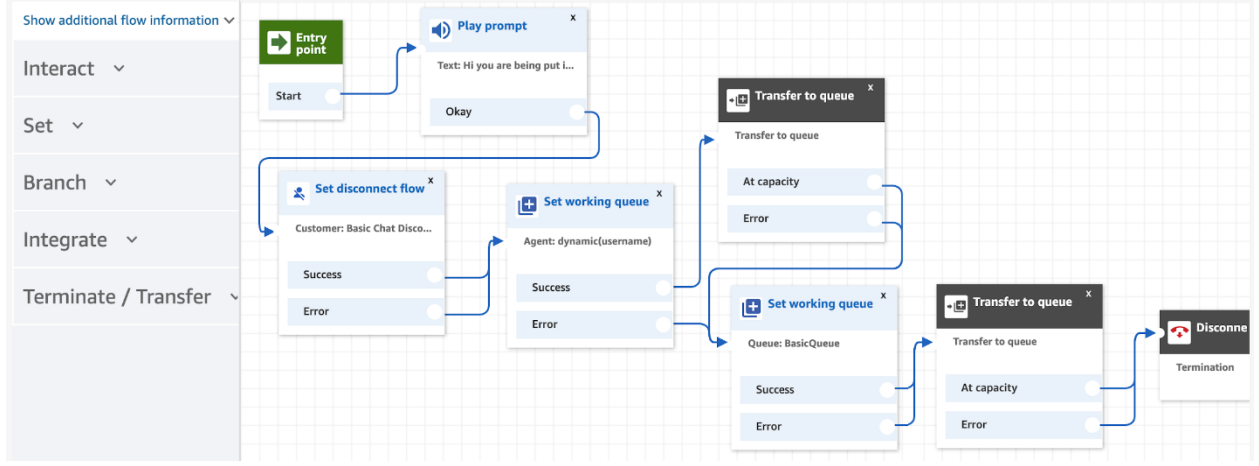 Show additional flow information
Interact
Set
Branch
Integrate
Terminate / Transfer
Entry
point
Start
x
Play prompt
Text: Hi you are being put i...
Okay
x
Set disconnect flow
Customer: Basic Chat Disco...
Success
Error
x
Set working queue
Agent: dynamic(username)
Success
Error
x
Transfer to queue
Transfer to queue
At capacity
Error
x
Set working queue
Queue: BasicQueue
Success
Error
x
Transfer to queue
Transfer to queue
At capacity
Error
Disconne
Termination